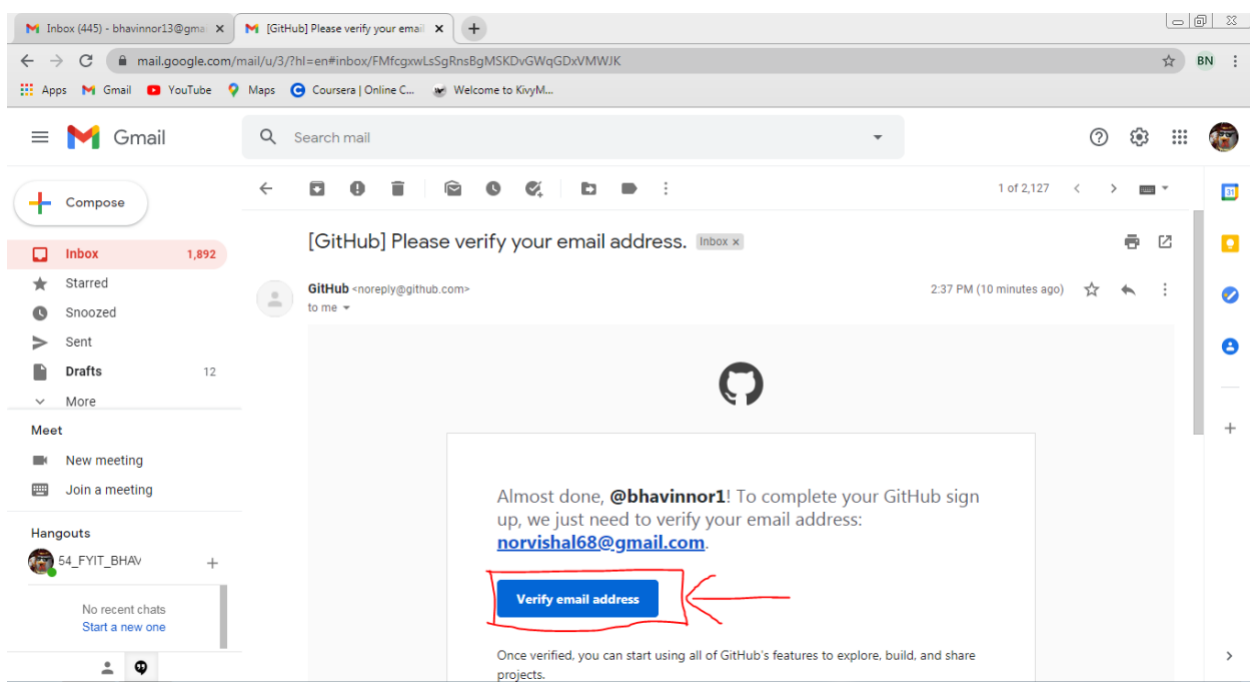 Inbox (445) - bhavinnor13@gmai
[GitHub] Please verify your emai
mail.google.com/mail/u/3/?hl=en#inbox/FMfcgxwLsSgRnsBgMSKDvGWqGDxVMWJK
BN
Apps
Gmail
YouTube
Maps
Coursera | Online C...
Welcome to KivyM...
Gmail
Search mail
Compose
1 of 2,127
31
Inbox 1,892
Starred
Snoozed
Sent
Drafts 12
More
Meet
New meeting
Join a meeting
Hangouts
54_FYIT_BHAV
No recent chats
Start a new one
[GitHub] Please verify your email address. Inbox x
GitHub <noreply@github.com>
2:37 PM (10 minutes ago)
to me
Almost done, @bhavinnor1! To complete your GitHub sign
up, we just need to verify your email address:
norvishal68@gmail.com.
Verify email address
Once verified, you can start using all of GitHub's features to explore, build, and share
projects.